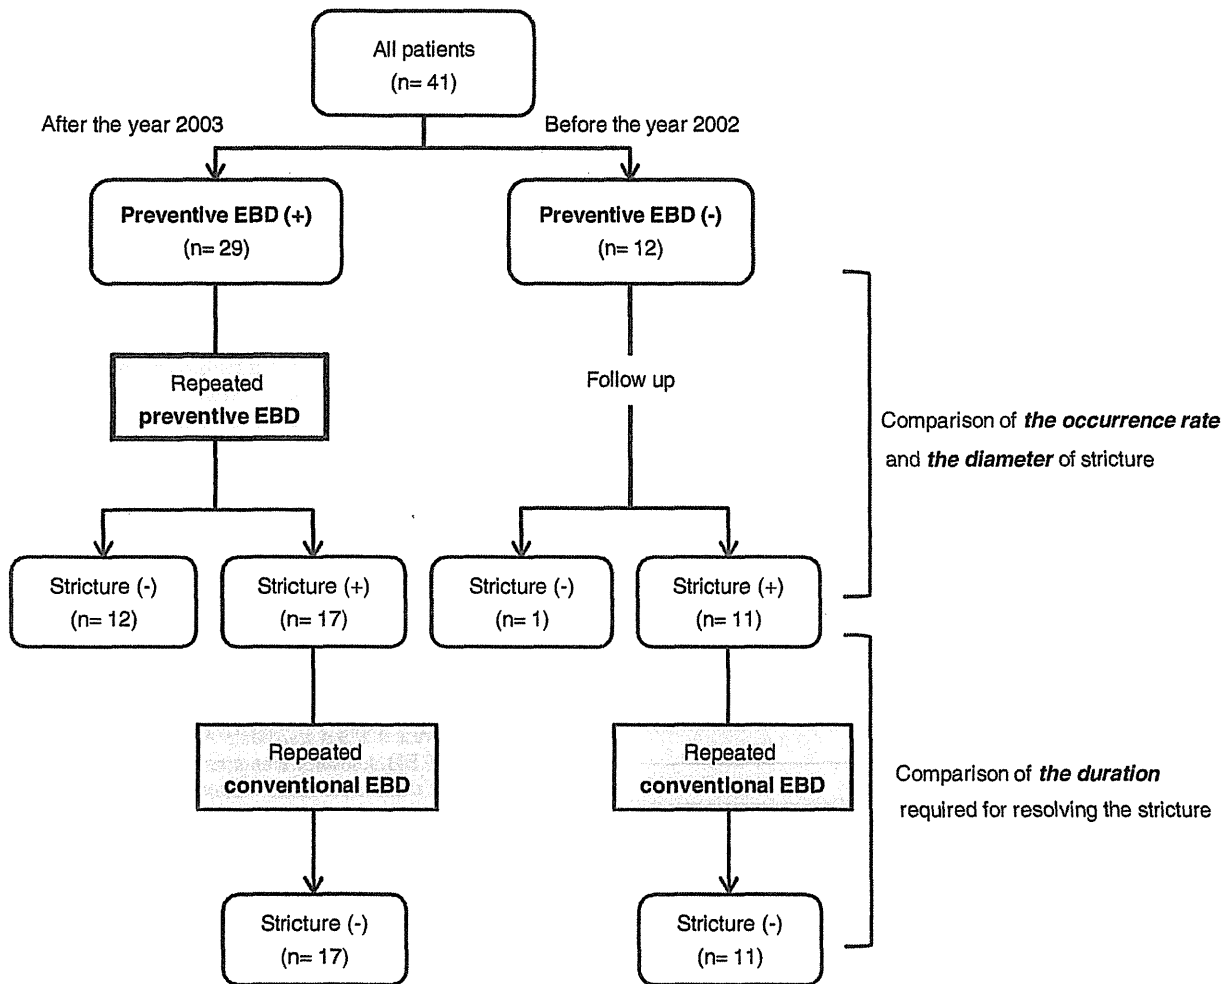 All patients
(n= 41)
After the year 2003
Before the year 2002
Preventive EBD (+)
(n= 29)
Preventive EBD (-)
(n= 12)
Repeated
preventive EBD
Follow up
Comparison of the occurrence rate
and the diameter of stricture
Stricture (-)
(n= 12)
Stricture (+)
(n= 17)
Stricture (-)
(n= 1)
Stricture (+)
(n= 11)
Repeated
conventional EBD
Repeated
conventional EBD
Comparison of the duration
required for resolving the stricture
Stricture (-)
(n= 17)
Stricture (-)
(n= 11)